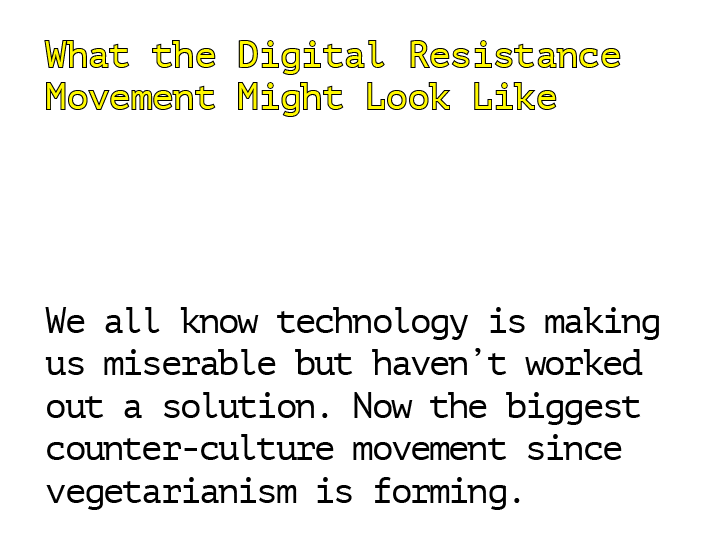 What the Digital Resistance
Movement Might Look Like
We all know technology is making
us miserable but haven’t worked
out a solution. Now the biggest
counter-culture movement since
vegetarianism is forming.